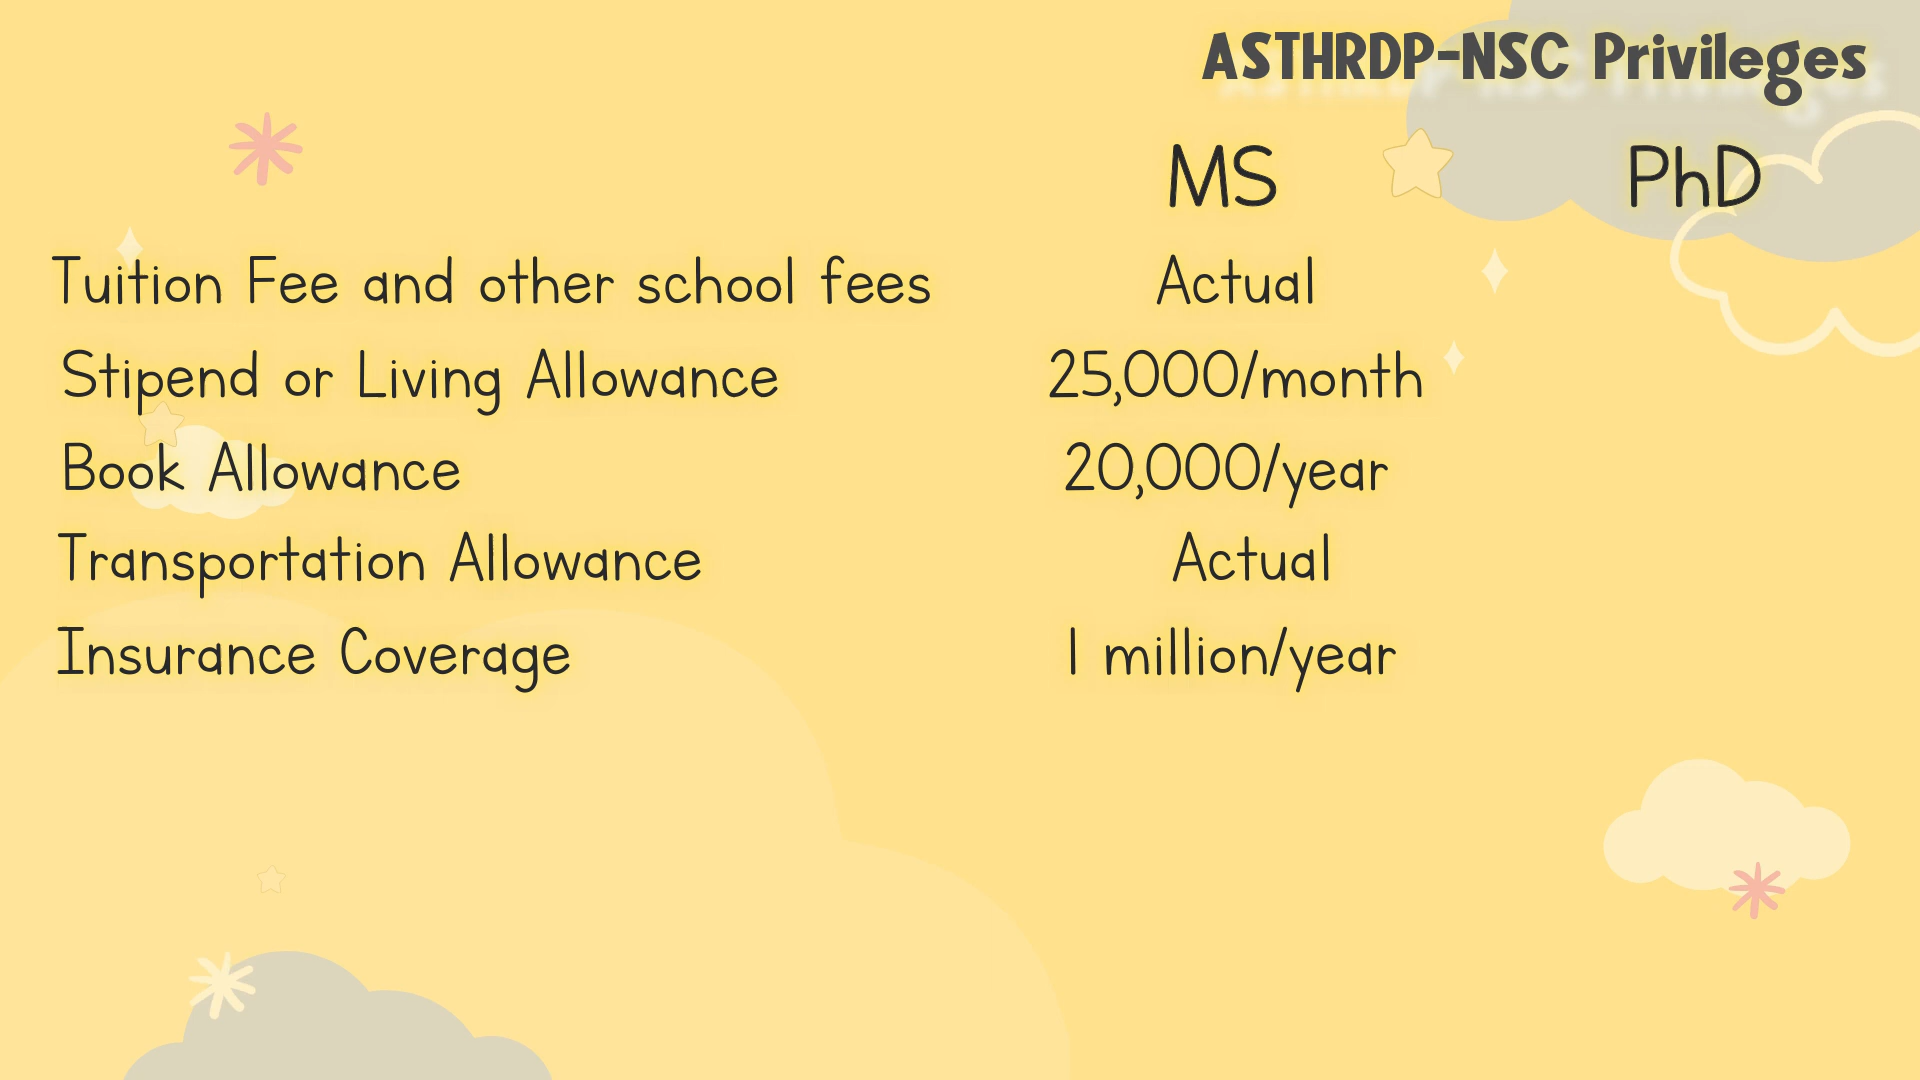 ASTHRDP-NSC Privileges
MS PhD
Tuition Fee and other school fees Actual
Stipend or Living Allowance 25,000/month
Book Allowance 20,000/year
Transportation Allowance Actual
Insurance Coverage 1 million/year